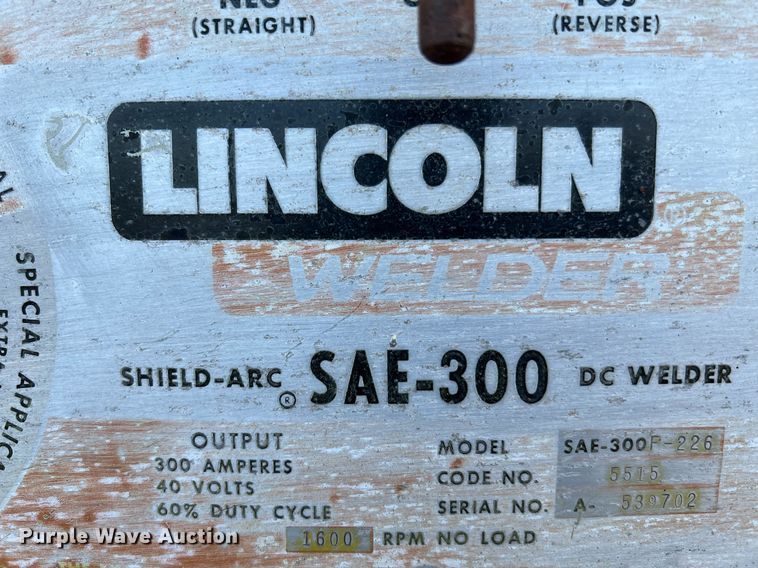 NEG POS
(STRAIGHT) (REVERSE)
LINCOLN
WELDER ®
SPECIAL
SHIELD-ARC ® SAE-300 DC WELDER
OUTPUT
300 AMPERES
40 VOLTS
60% DUTY CYCLE
MODEL SAE-300F-226
CODE NO. 5515
SERIAL NO. A- 539702
1600 RPM NO LOAD
Purple Wave Auction